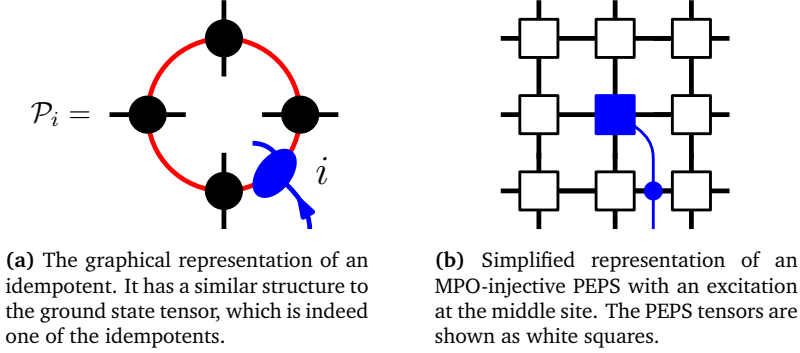 𝒫ᵢ =
i
(a) The graphical representation of an
idempotent. It has a similar structure to
the ground state tensor, which is indeed
one of the idempotents.
(b) Simplified representation of an
MPO-injective PEPS with an excitation
at the middle site. The PEPS tensors are
shown as white squares.